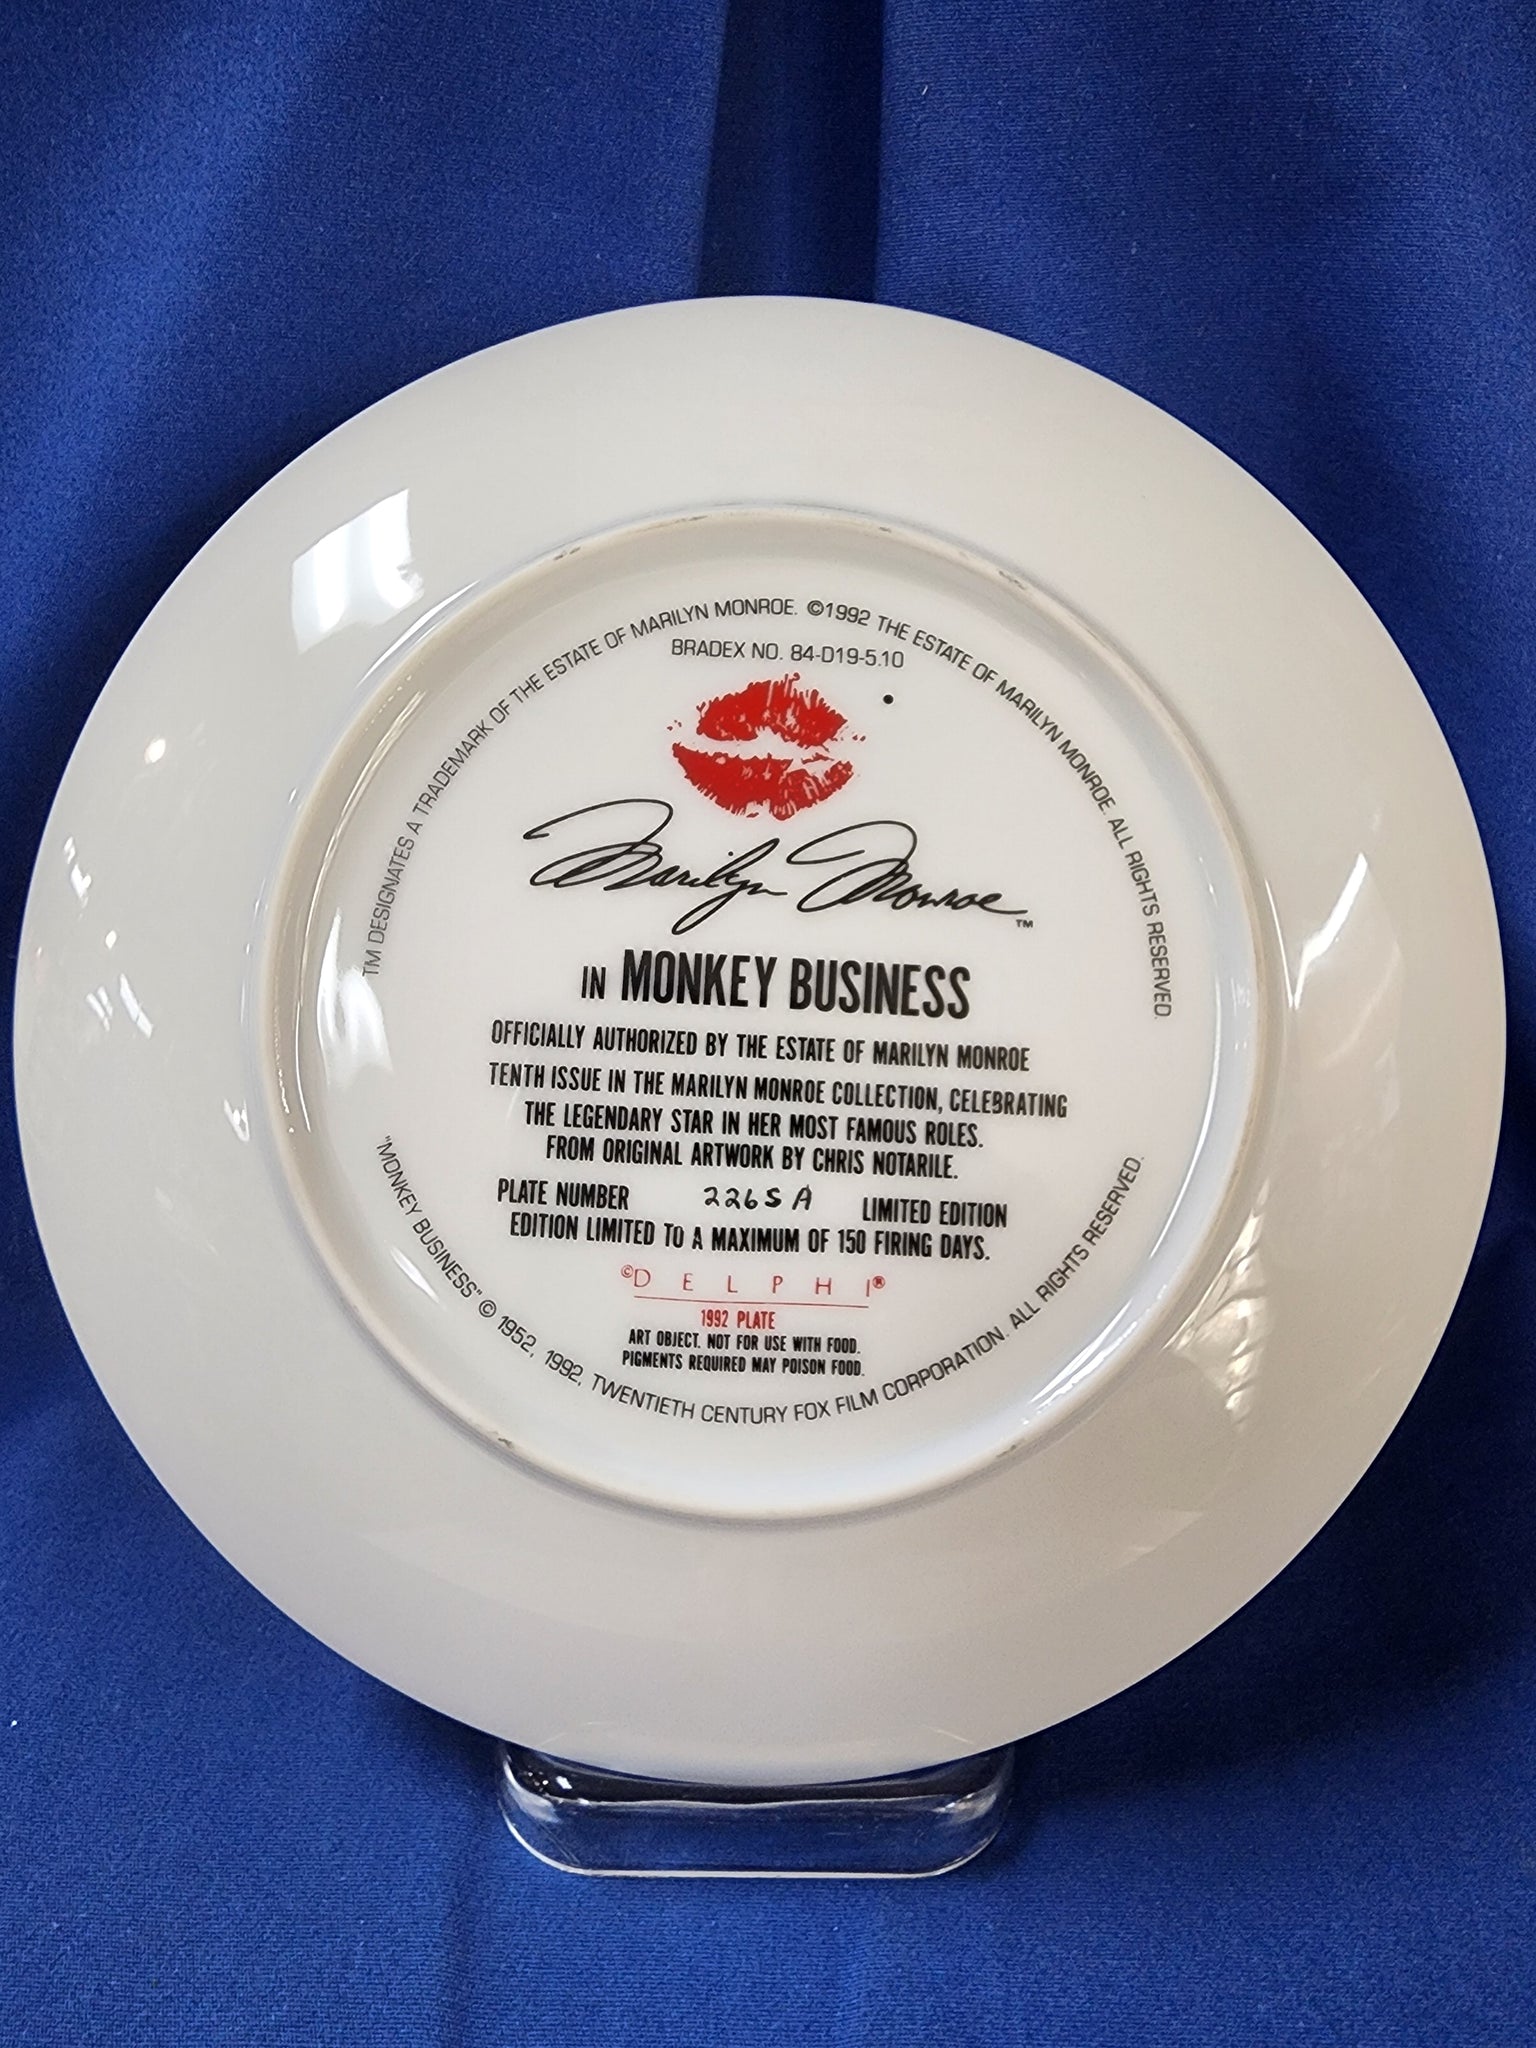 TM DESIGNATES A TRADEMARK OF THE ESTATE OF MARILYN MONROE. ©1992 THE ESTATE OF MARILYN MONROE. ALL RIGHTS RESERVED.
BRADEX NO. 84-D19-5.10
Marilyn Monroe™
IN MONKEY BUSINESS
OFFICIALLY AUTHORIZED BY THE ESTATE OF MARILYN MONROE
TENTH ISSUE IN THE MARILYN MONROE COLLECTION, CELEBRATING
THE LEGENDARY STAR IN HER MOST FAMOUS ROLES.
FROM ORIGINAL ARTWORK BY CHRIS NOTARILE.
PLATE NUMBER 2265A LIMITED EDITION
EDITION LIMITED TO A MAXIMUM OF 150 FIRING DAYS.
©DELPHI®
1992 PLATE
ART OBJECT. NOT FOR USE WITH FOOD.
PIGMENTS REQUIRED MAY POISON FOOD.
"MONKEY BUSINESS" © 1952, 1992, TWENTIETH CENTURY FOX FILM CORPORATION. ALL RIGHTS RESERVED.